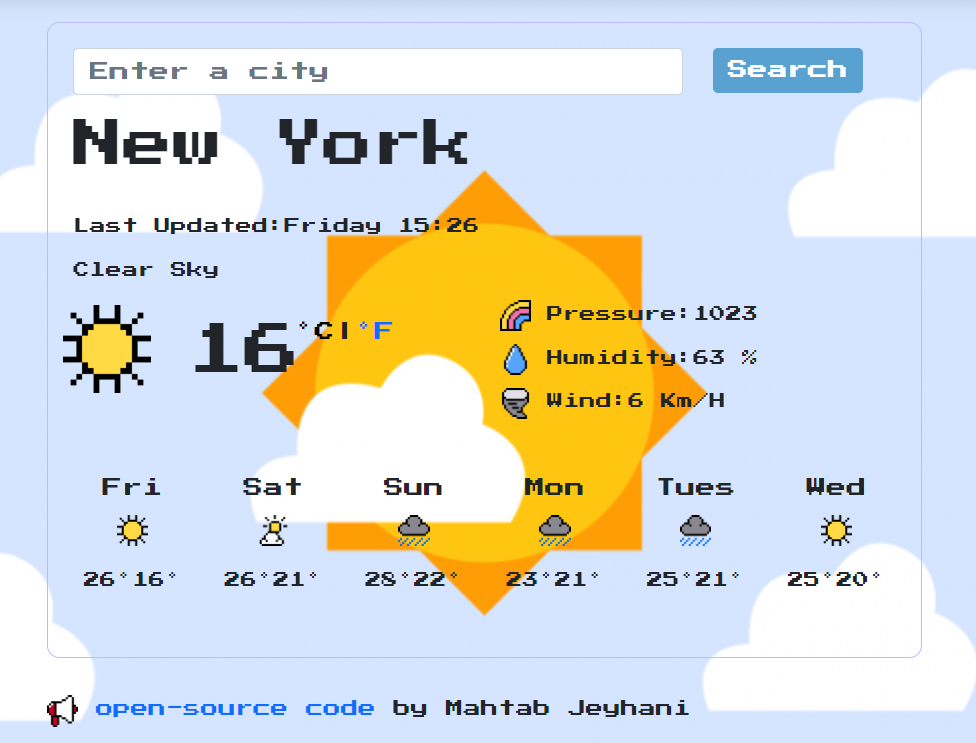 Enter a city
Search
New York
Last Updated:Friday 15:26
Clear Sky
16°C|°F
Pressure:1023
Humidity:63 %
Wind:6 Km/H
Fri Sat Sun Mon Tues Wed
26°16° 26°21° 28°22° 23°21° 25°21° 25°20°
open-source code by Mahtab Jeyhani